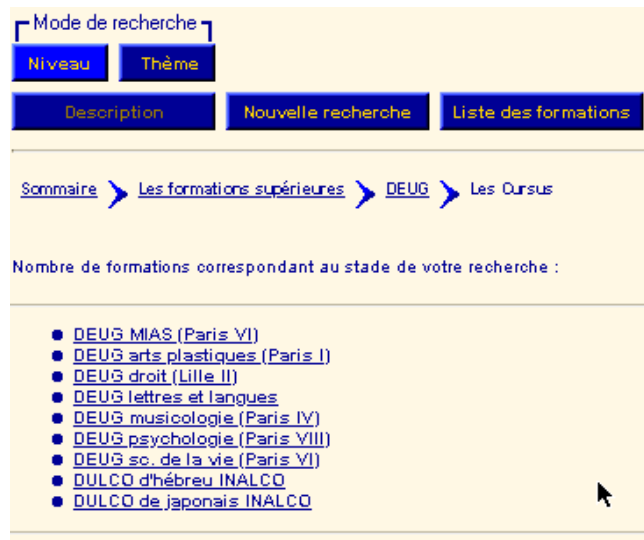 Mode de recherche
Niveau Thème
Description Nouvelle recherche Liste des formations
Sommaire Les formations supérieures DEUG Les Cursus
Nombre de formations correspondant au stade de votre recherche :
DEUG MIAS (Paris VI)
DEUG arts plastiques (Paris I)
DEUG droit (Lille II)
DEUG lettres et langues
DEUG musicologie (Paris IV)
DEUG psychologie (Paris VIII)
DEUG sc. de la vie (Paris VI)
DULCO d'hébreu INALCO
DULCO de japonais INALCO